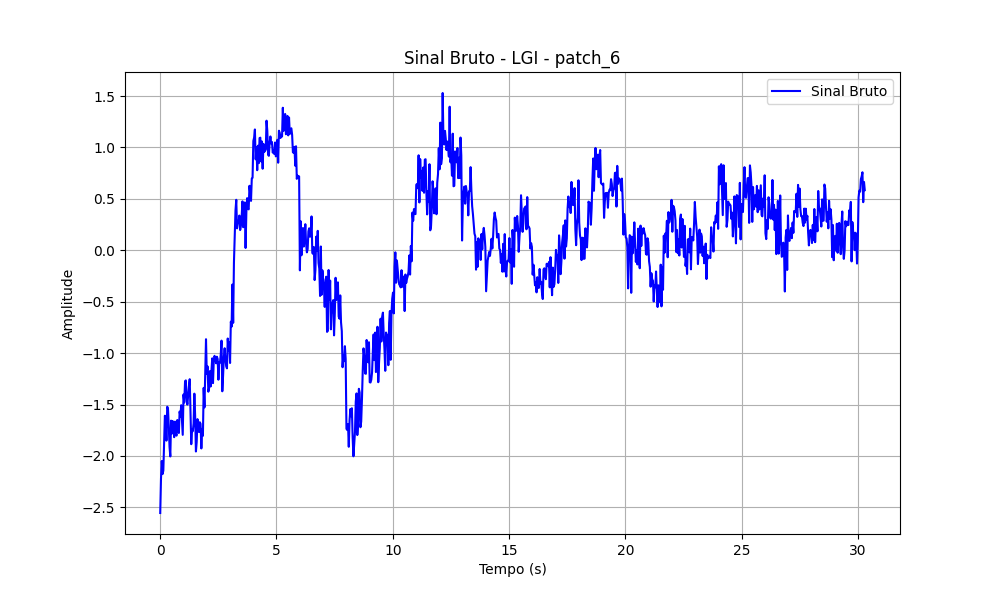 Sinal Bruto - LGI - patch_6
Sinal Bruto
1.5
1.0
0.5
0.0
−0.5
−1.0
−1.5
−2.0
−2.5
Amplitude
0 5 10 15 20 25 30
Tempo (s)